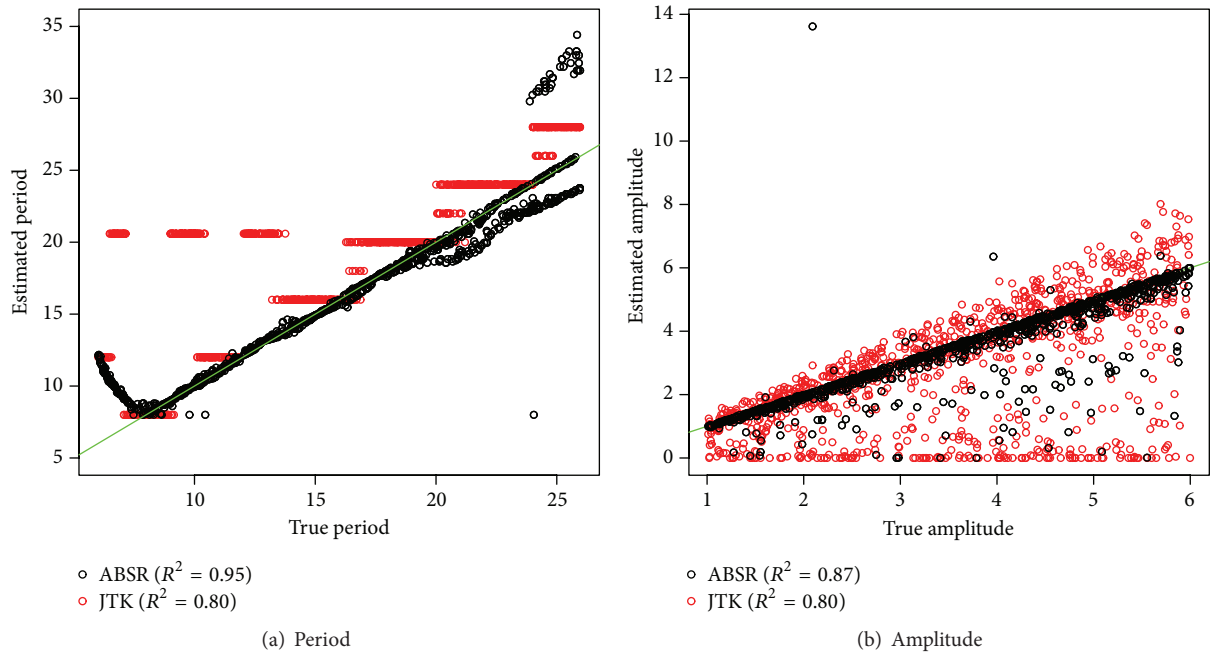 35
30
25
20
15
10
5
Estimated period
10
15
20
25
True period
ABSR (R² = 0.95)
JTK (R² = 0.80)
(a) Period
14
12
10
8
6
4
2
0
Estimated amplitude
1
2
3
4
5
6
True amplitude
ABSR (R² = 0.87)
JTK (R² = 0.80)
(b) Amplitude